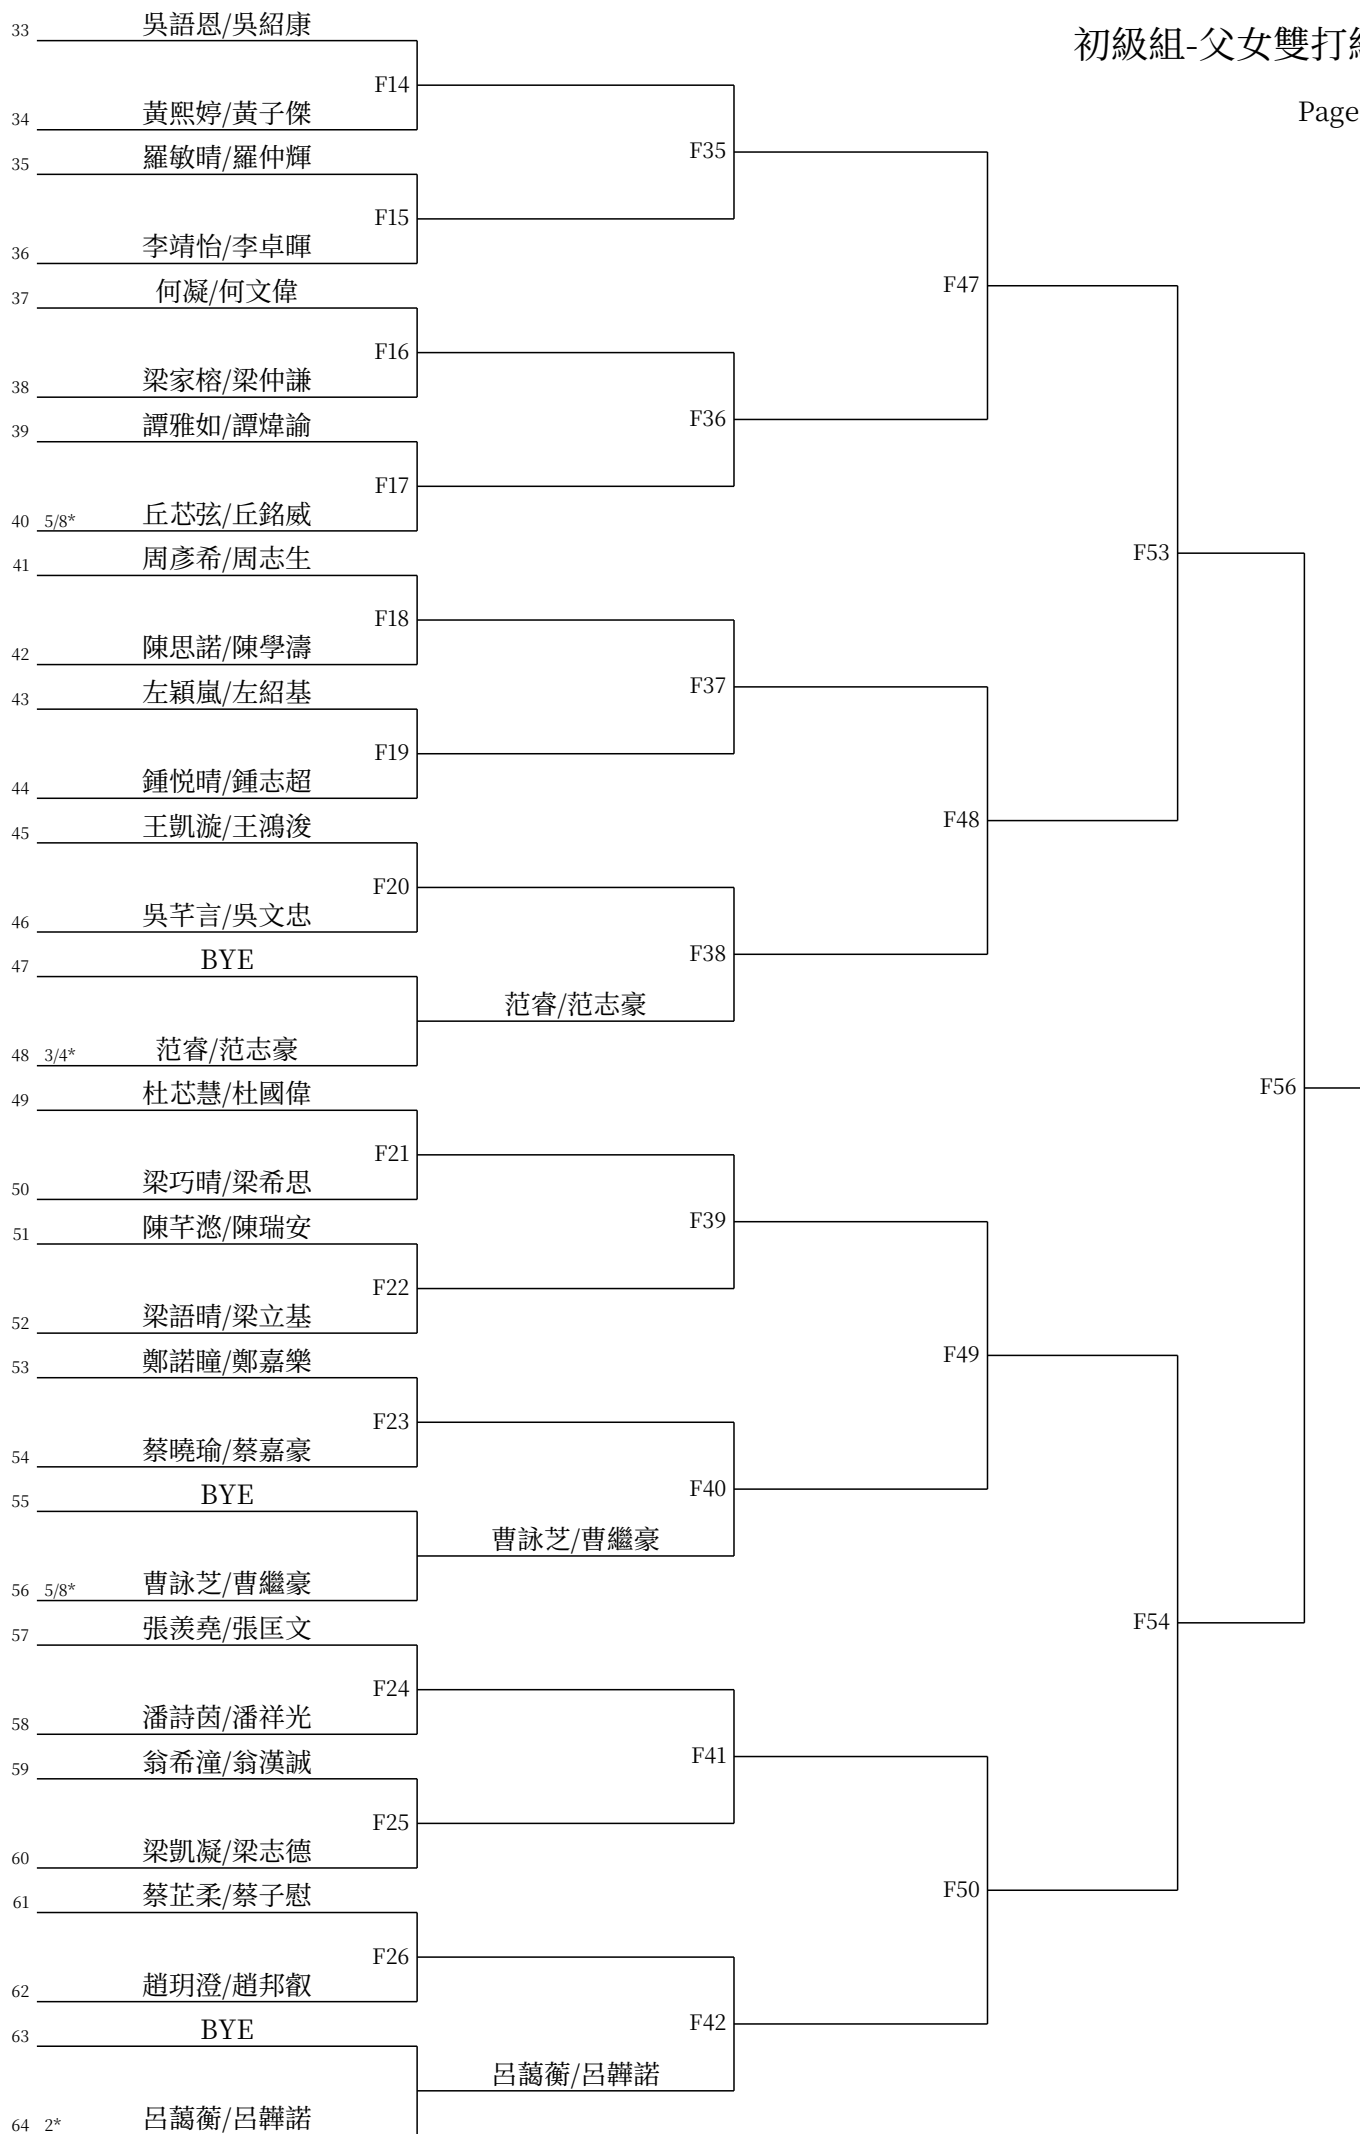 初級組-父女雙打
Page
33 吳語恩/吳紹康
F14
34 黃熙婷/黃子傑
35 羅敏晴/羅仲輝
F35
F15
36 李靖怡/李卓暉
37 何凝/何文偉
F47
F16
38 梁家榕/梁仲謙
39 譚雅如/譚煒諭
F36
F17
40 5/8* 丘芯弦/丘銘威
41 周彥希/周志生
F53
F18
42 陳思諾/陳學濤
43 左穎嵐/左紹基
F37
F19
44 鍾悦晴/鍾志超
45 王凱漩/王鴻浚
F48
F20
46 吳芊言/吳文忠
47 BYE
F38
范睿/范志豪
48 3/4* 范睿/范志豪
49 杜芯慧/杜國偉
F56
F21
50 梁巧晴/梁希思
51 陳芊滺/陳瑞安
F39
F22
52 梁語晴/梁立基
53 鄭諾曈/鄭嘉樂
F49
F23
54 蔡曉瑜/蔡嘉豪
55 BYE
F40
曹詠芝/曹繼豪
56 5/8* 曹詠芝/曹繼豪
57 張羨堯/張匡文
F54
F24
58 潘詩茵/潘祥光
59 翁希潼/翁漢誠
F41
F25
60 梁凱凝/梁志德
61 蔡芷柔/蔡子慰
F50
F26
62 趙玥澄/趙邦叡
63 BYE
F42
呂藹蘅/呂韡諾
64 2* 呂藹蘅/呂韡諾